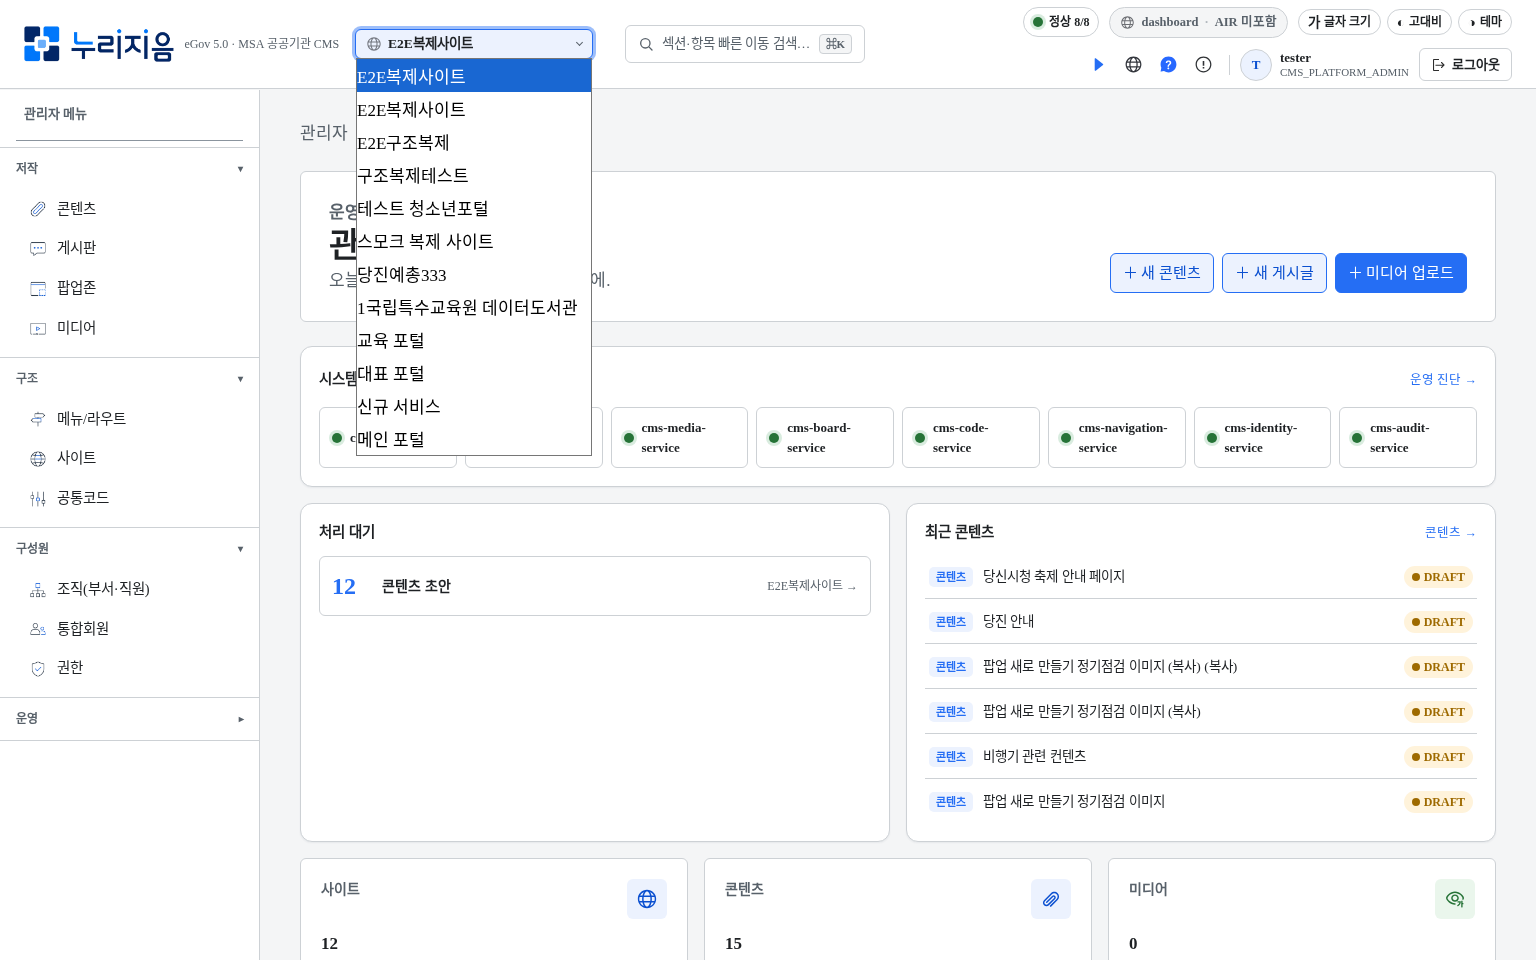 누리지음
eGov 5.0 · MSA 공공기관 CMS
E2E복제사이트
섹션·항목 빠른 이동 검색…
⌘K
정상 8/8
dashboard · AIR 미포함
가 글자 크기
고대비
테마
T
tester
CMS_PLATFORM_ADMIN
로그아웃
E2E복제사이트
E2E복제사이트
E2E구조복제
구조복제테스트
테스트 청소년포털
스모크 복제 사이트
당진예총333
1국립특수교육원 데이터도서관
교육 포털
대표 포털
신규 서비스
메인 포털
관리자 메뉴
저작
콘텐츠
게시판
팝업존
미디어
구조
메뉴/라우트
사이트
공통코드
구성원
조직(부서·직원)
통합회원
권한
운영
관리자
오늘
에.
+ 새 콘텐츠
+ 새 게시글
+ 미디어 업로드
시스템
운영 진단 →
cms-media-service
cms-board-service
cms-code-service
cms-navigation-service
cms-identity-service
cms-audit-service
처리 대기
12 콘텐츠 초안 E2E복제사이트 →
최근 콘텐츠
콘텐츠 →
콘텐츠 당신시청 축제 안내 페이지 DRAFT
콘텐츠 당진 안내 DRAFT
콘텐츠 팝업 새로 만들기 정기점검 이미지 (복사) (복사) DRAFT
콘텐츠 팝업 새로 만들기 정기점검 이미지 (복사) DRAFT
콘텐츠 비행기 관련 컨텐츠 DRAFT
콘텐츠 팝업 새로 만들기 정기점검 이미지 DRAFT
사이트
12
콘텐츠
15
미디어
0